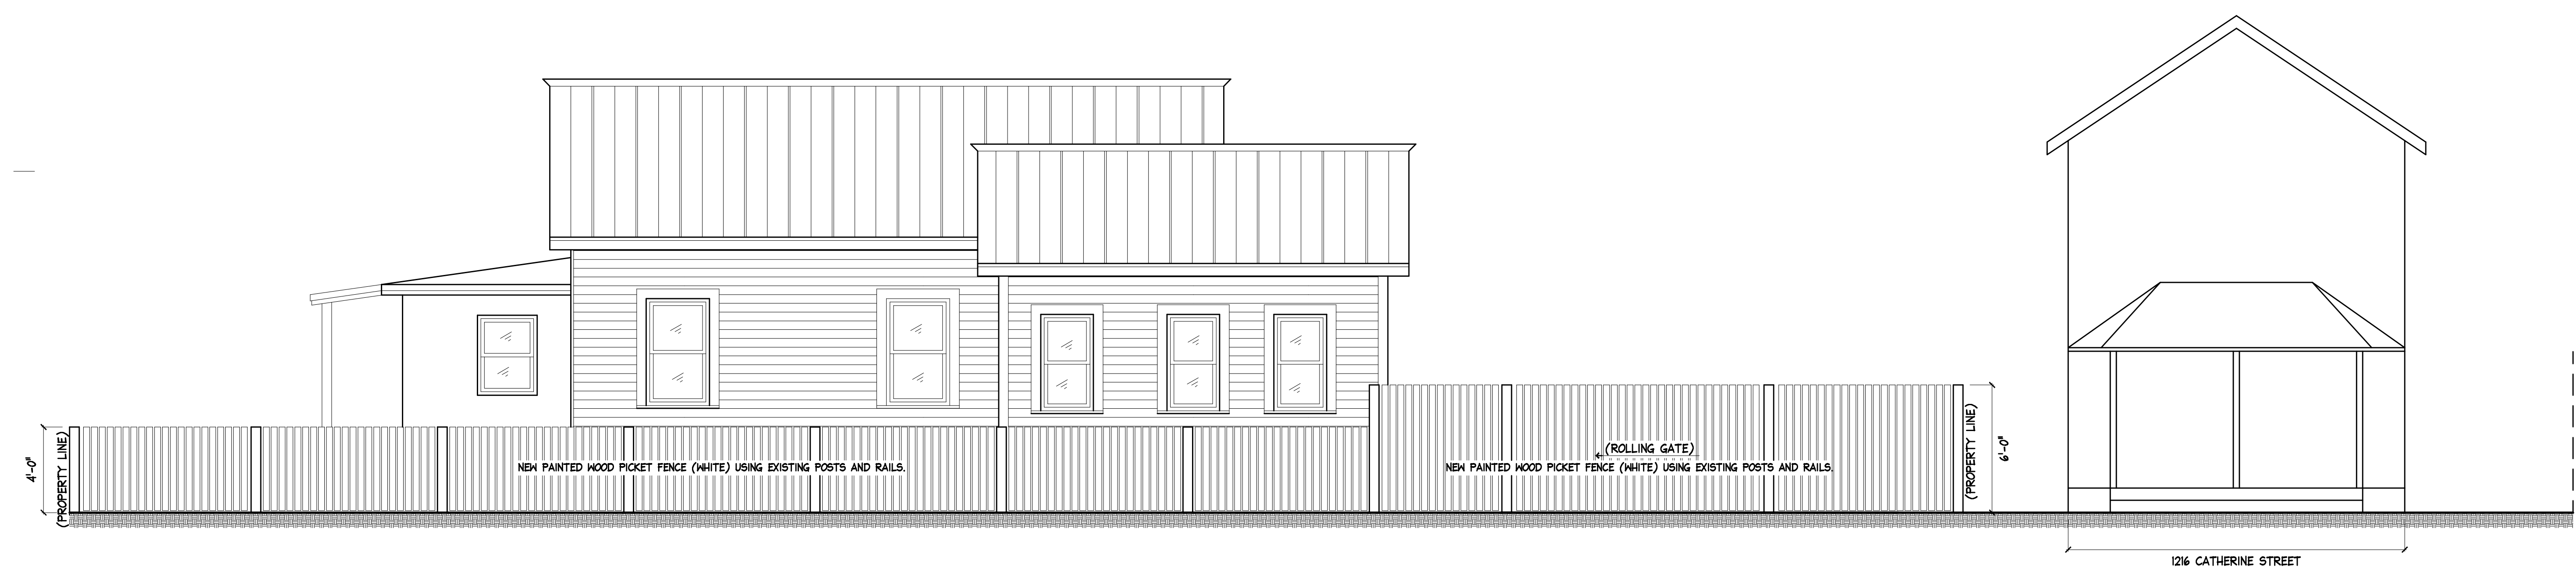 4'-0"
(PROPERTY LINE)
NEW PAINTED WOOD PICKET FENCE (WHITE) USING EXISTING POSTS AND RAILS.
(ROLLING GATE)
NEW PAINTED WOOD PICKET FENCE (WHITE) USING EXISTING POSTS AND RAILS.
(PROPERTY LINE)
6'-0"
1216 CATHERINE STREET